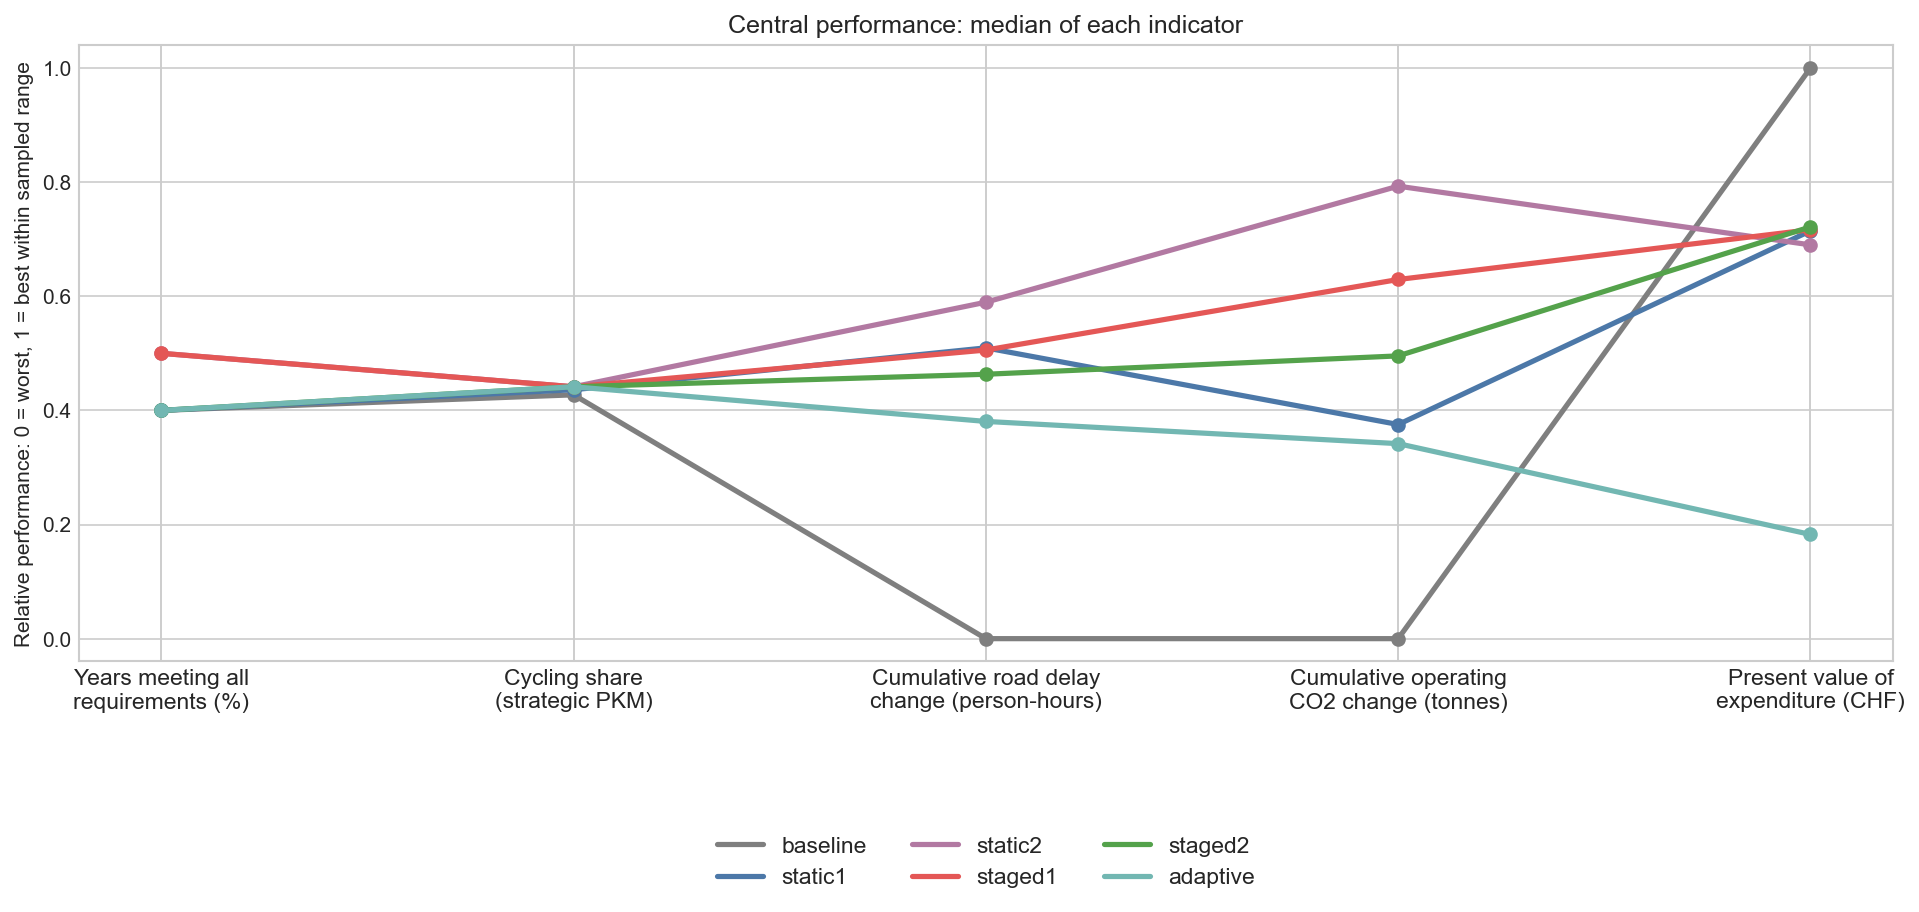 Central performance: median of each indicator
Relative performance: 0 = worst, 1 = best within sampled range
1.0
0.8
0.6
0.4
0.2
0.0
Years meeting all
requirements (%)
Cycling share
(strategic PKM)
Cumulative road delay
change (person-hours)
Cumulative operating
CO2 change (tonnes)
Present value of
expenditure (CHF)
baseline
static1
static2
staged1
staged2
adaptive